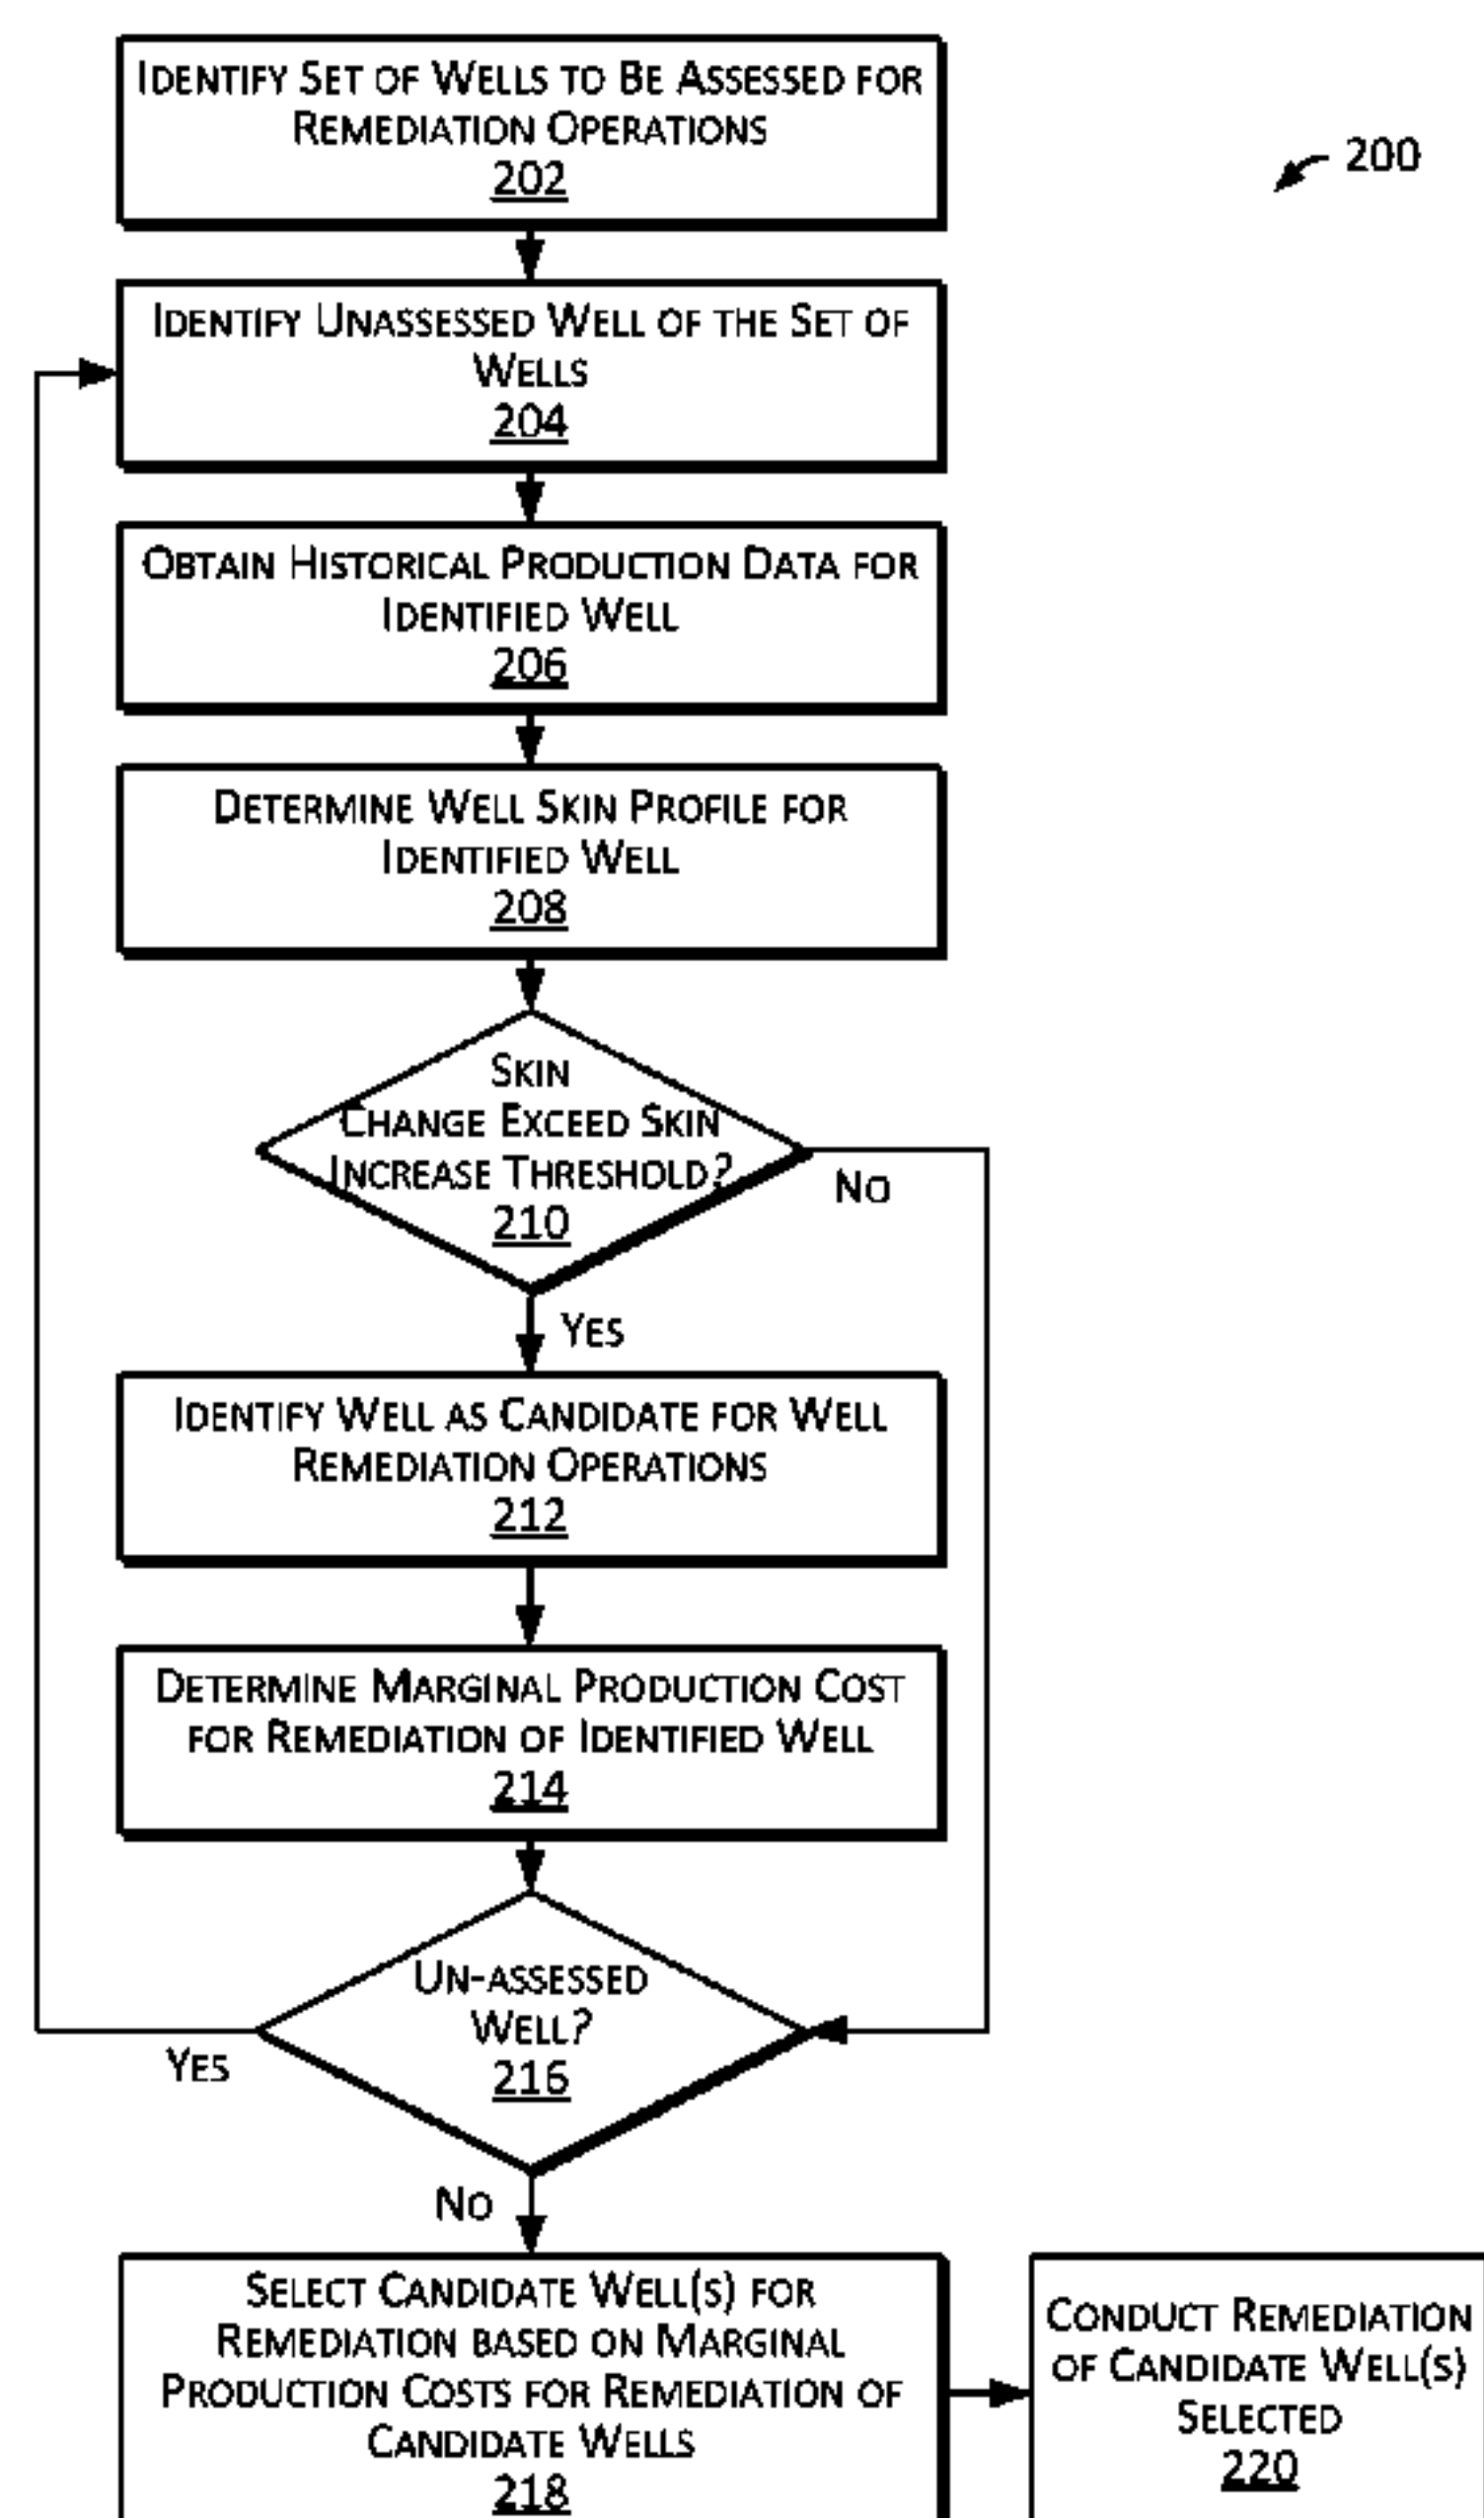 IDENTIFY SET OF WELLS TO BE ASSESSED FOR
REMEDIATION OPERATIONS
202
200
IDENTIFY UNASSESSED WELL OF THE SET OF
WELLS
204
OBTAIN HISTORICAL PRODUCTION DATA FOR
IDENTIFIED WELL
206
DETERMINE WELL SKIN PROFILE FOR
IDENTIFIED WELL
208
SKIN
CHANGE EXCEED SKIN
INCREASE THRESHOLD?
210
NO
YES
IDENTIFY WELL AS CANDIDATE FOR WELL
REMEDIATION OPERATIONS
212
DETERMINE MARGINAL PRODUCTION COST
FOR REMEDIATION OF IDENTIFIED WELL
214
UN-ASSESSED
WELL?
216
YES
NO
SELECT CANDIDATE WELL(S) FOR
REMEDIATION BASED ON MARGINAL
PRODUCTION COSTS FOR REMEDIATION OF
CANDIDATE WELLS
218
CONDUCT REMEDIATION
OF CANDIDATE WELL(S)
SELECTED
220